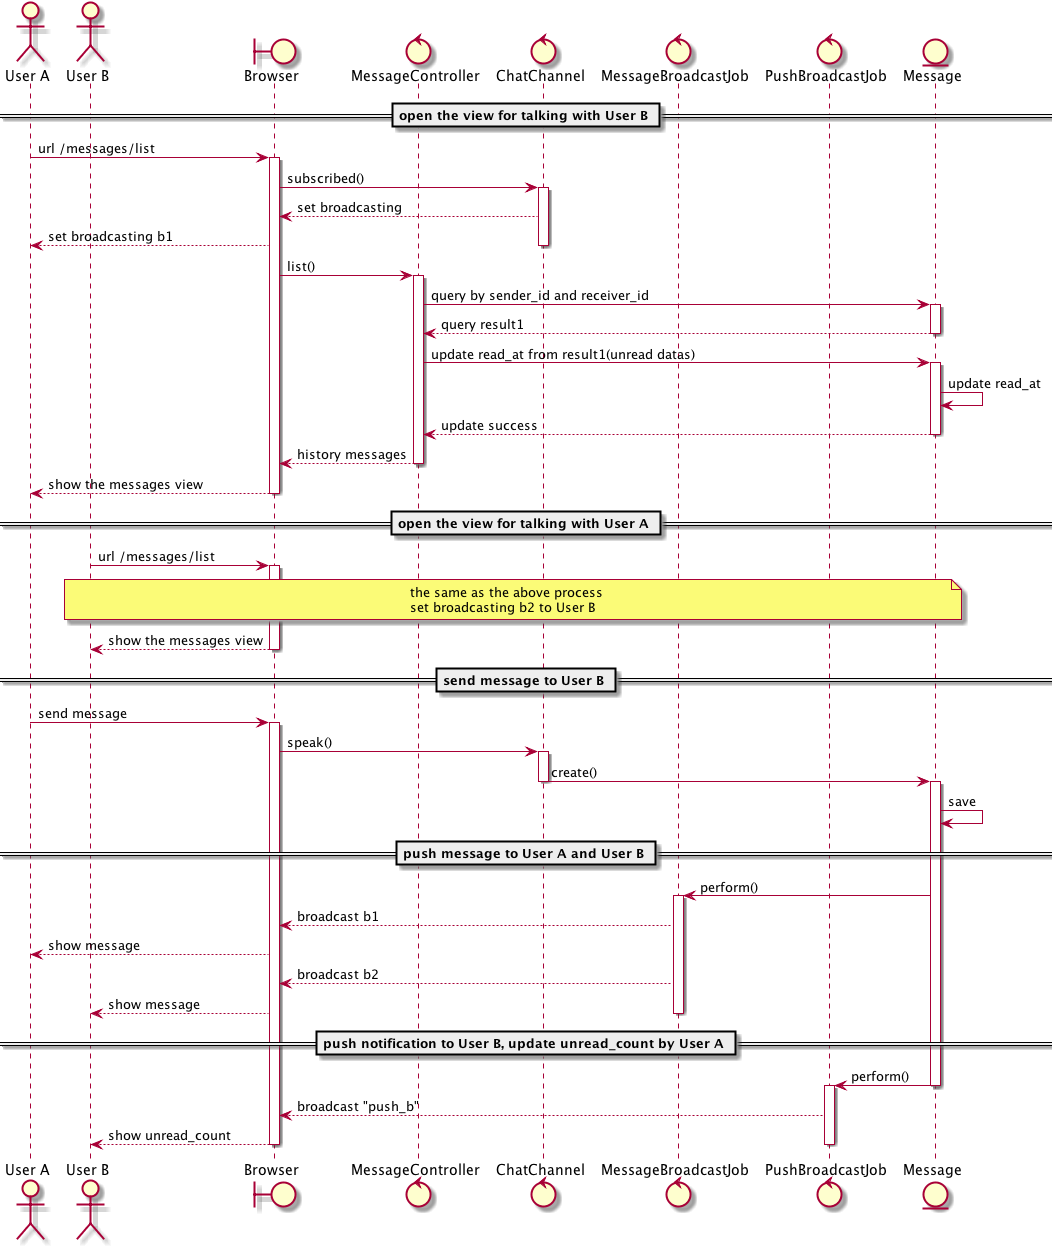 User A User B Browser MessageController ChatChannel MessageBroadcastJob PushBroadcastJob Message
open the view for talking with User B
url /messages/list
subscribed()
set broadcasting
set broadcasting b1
list()
query by sender_id and receiver_id
query result1
update read_at from result1(unread datas)
update read_at
update success
history messages
show the messages view
open the view for talking with User A
url /messages/list
the same as the above process
set broadcasting b2 to User B
show the messages view
send message to User B
send message
speak()
create()
save
push message to User A and User B
perform()
broadcast b1
show message
broadcast b2
show message
push notification to User B, update unread_count by User A
perform()
broadcast "push_b"
show unread_count
User A User B Browser MessageController ChatChannel MessageBroadcastJob PushBroadcastJob Message